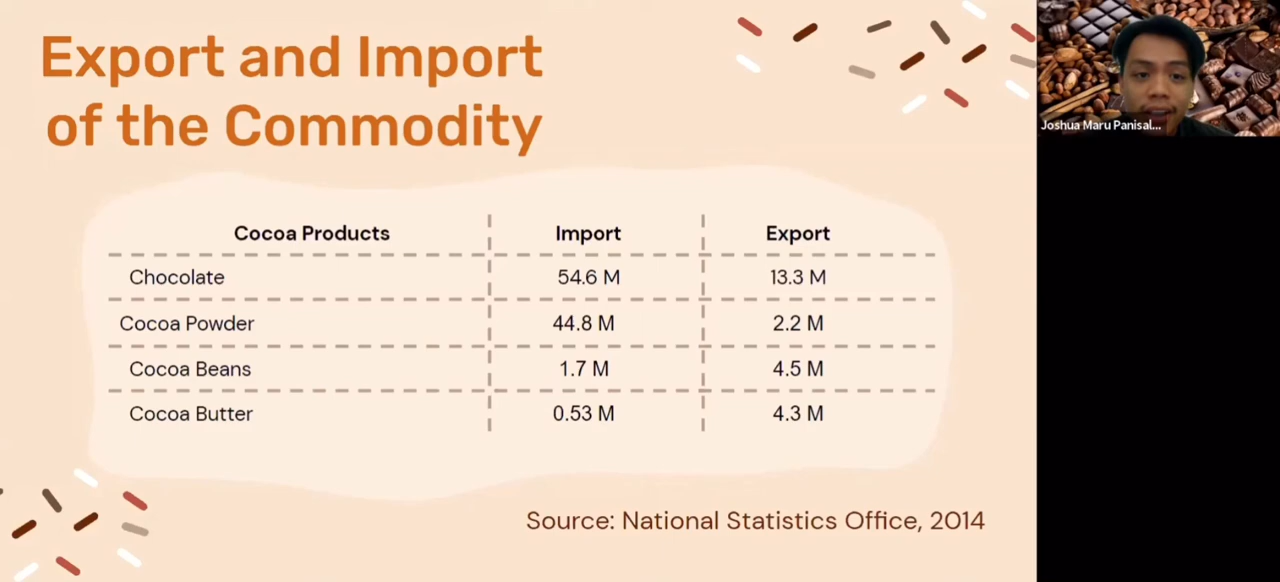 Export and Import
of the Commodity
Joshua Maru Panisal...
Cocoa Products Import Export
Chocolate 54.6 M 13.3 M
Cocoa Powder 44.8 M 2.2 M
Cocoa Beans 1.7 M 4.5 M
Cocoa Butter 0.53 M 4.3 M
Source: National Statistics Office, 2014